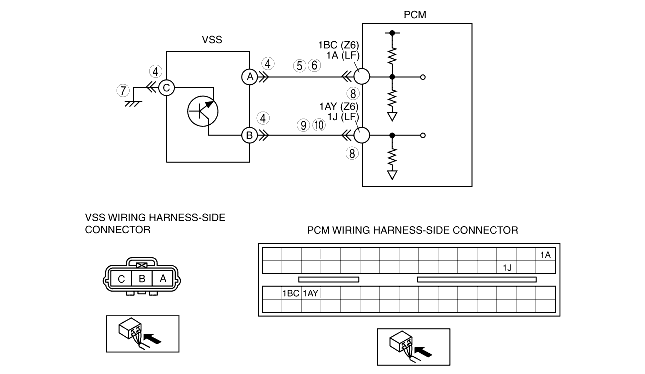 PCM
VSS
1BC (Z6)
1A (LF)
4
5 6
4
C
A
7
8
1AY (Z6)
1J (LF)
4
9 10
B
8
VSS WIRING HARNESS-SIDE
CONNECTOR
PCM WIRING HARNESS-SIDE CONNECTOR
1A
1J
C B A
1BC 1AY